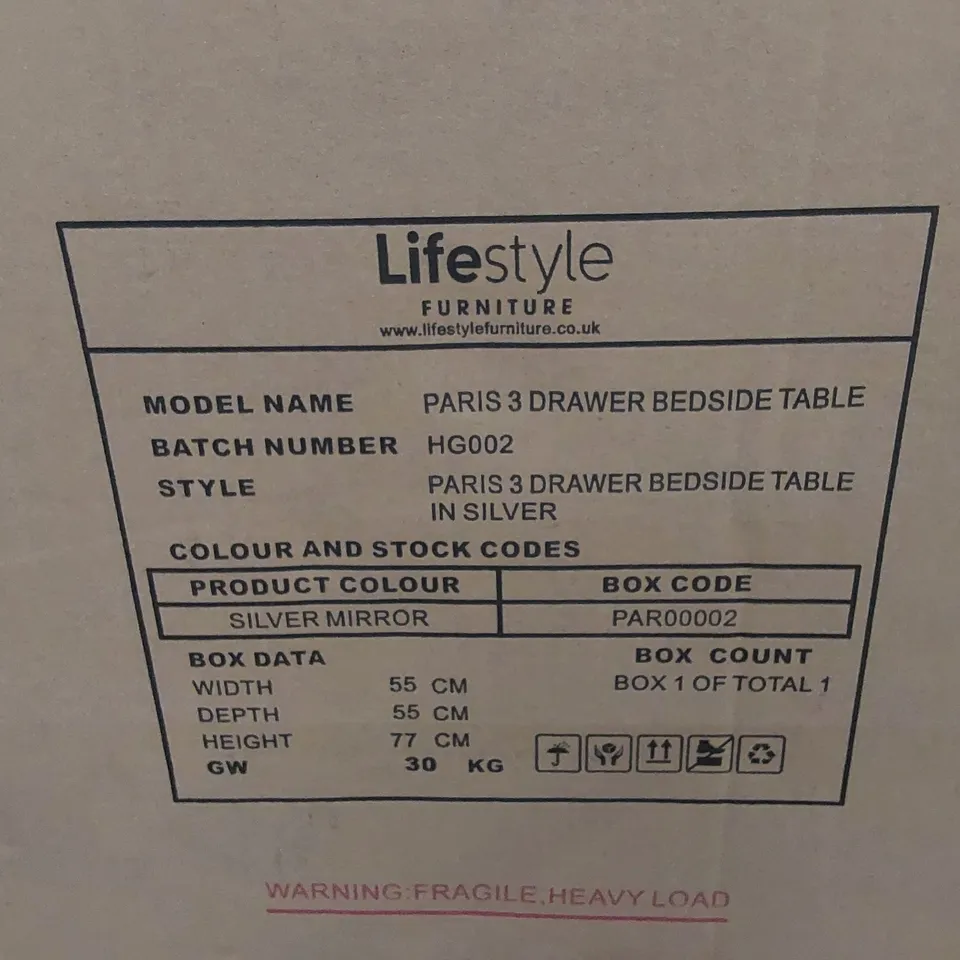 Lifestyle
FURNITURE
www.lifestylefurniture.co.uk
MODEL NAME PARIS 3 DRAWER BEDSIDE TABLE
BATCH NUMBER HG002
STYLE PARIS 3 DRAWER BEDSIDE TABLE
IN SILVER
COLOUR AND STOCK CODES
PRODUCT COLOUR BOX CODE
SILVER MIRROR PAR00002
BOX DATA BOX COUNT
WIDTH 55 CM BOX 1 OF TOTAL 1
DEPTH 55 CM
HEIGHT 77 CM
GW 30 KG
WARNING:FRAGILE,HEAVY LOAD